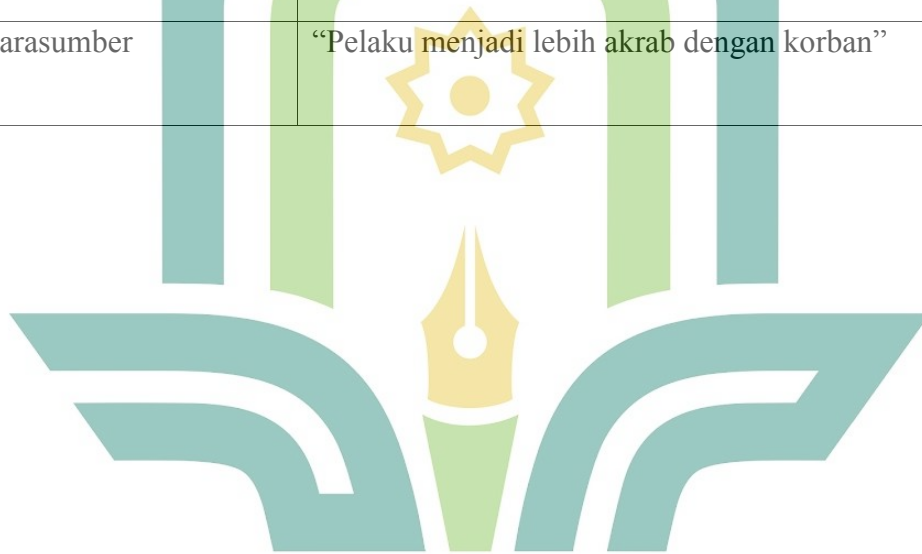 arasumber “Pelaku menjadi lebih akrab dengan korban”